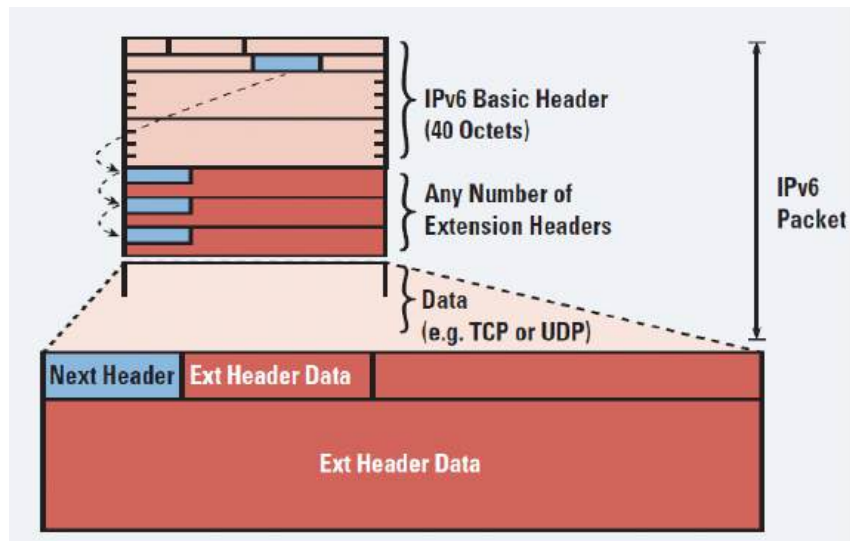 IPv6 Basic Header
(40 Octets)
Any Number of
Extension Headers
IPv6
Packet
Data
(e.g. TCP or UDP)
Next Header
Ext Header Data
Ext Header Data